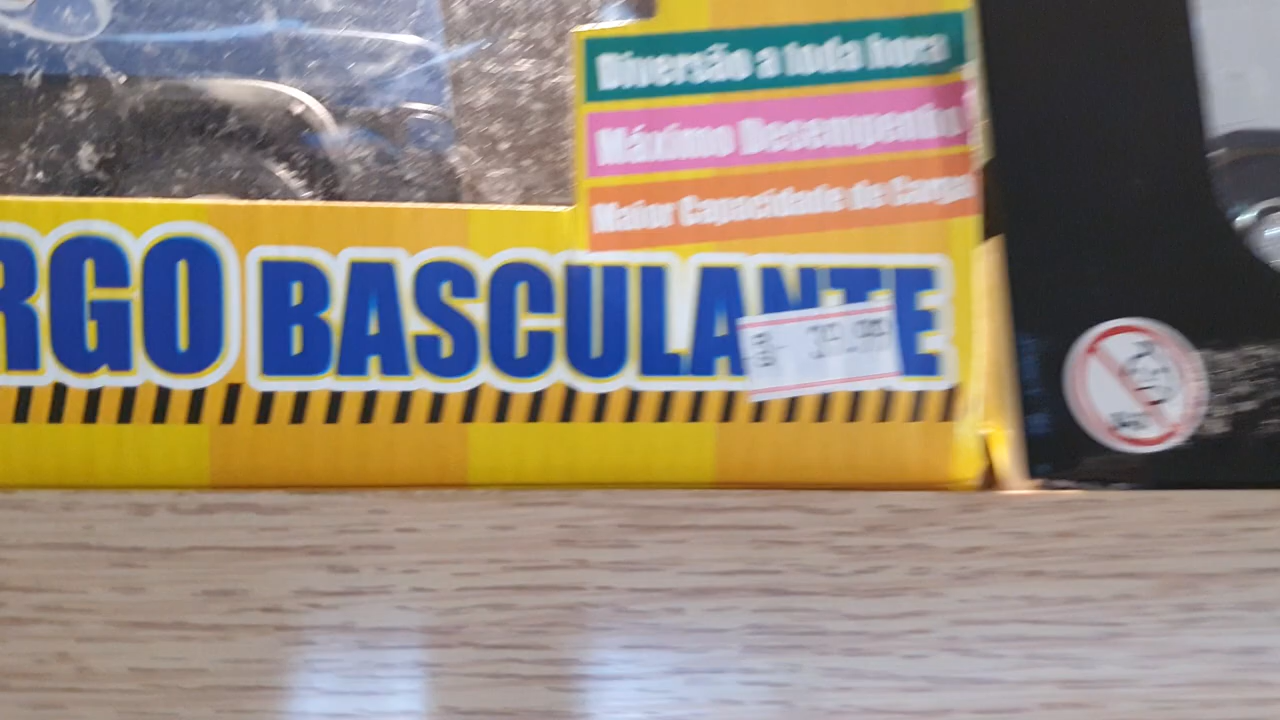 Diversão a toda hora
Máximo Desempenho
Maior Capacidade de Carga
RGO BASCULANTE